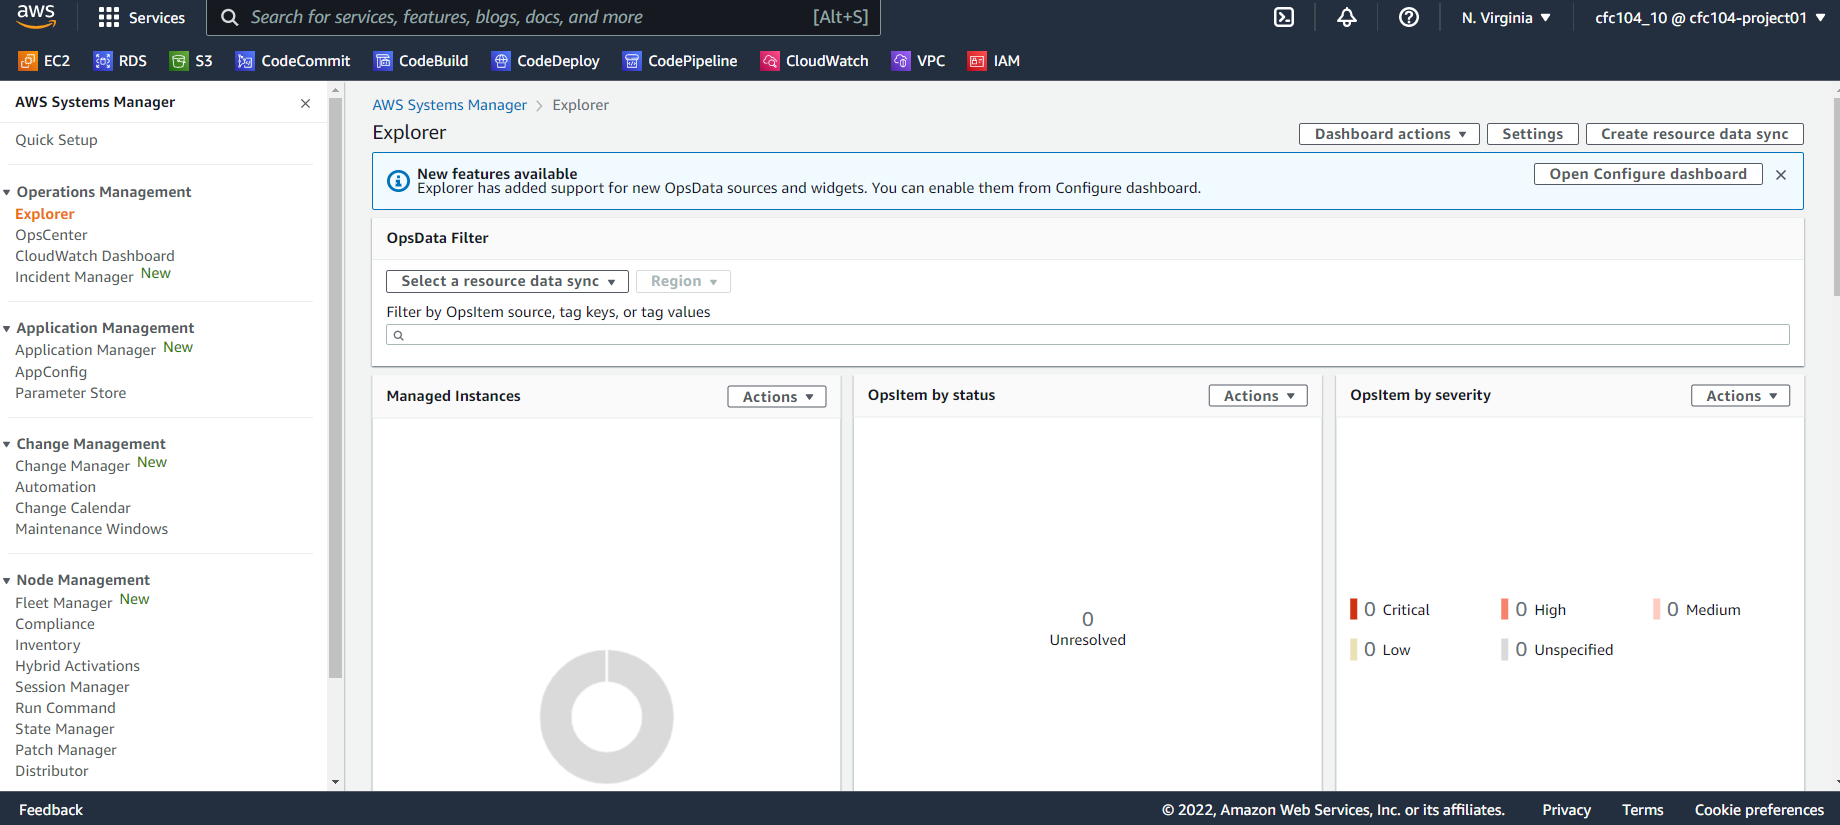 aws
Services
Search for services, features, blogs, docs, and more
[Alt+S]
N. Virginia
cfc104_10 @ cfc104-project01
EC2
RDS
S3
CodeCommit
CodeBuild
CodeDeploy
CodePipeline
CloudWatch
VPC
IAM
AWS Systems Manager
Quick Setup
Operations Management
Explorer
OpsCenter
CloudWatch Dashboard
Incident Manager New
Application Management
Application Manager New
AppConfig
Parameter Store
Change Management
Change Manager New
Automation
Change Calendar
Maintenance Windows
Node Management
Fleet Manager New
Compliance
Inventory
Hybrid Activations
Session Manager
Run Command
State Manager
Patch Manager
Distributor
AWS Systems Manager > Explorer
Explorer
Dashboard actions
Settings
Create resource data sync
New features available
Explorer has added support for new OpsData sources and widgets. You can enable them from Configure dashboard.
Open Configure dashboard
OpsData Filter
Select a resource data sync
Region
Filter by OpsItem source, tag keys, or tag values
Managed Instances
Actions
OpsItem by status
Actions
0
Unresolved
OpsItem by severity
Actions
0 Critical
0 High
0 Medium
0 Low
0 Unspecified
Feedback
© 2022, Amazon Web Services, Inc. or its affiliates.
Privacy
Terms
Cookie preferences